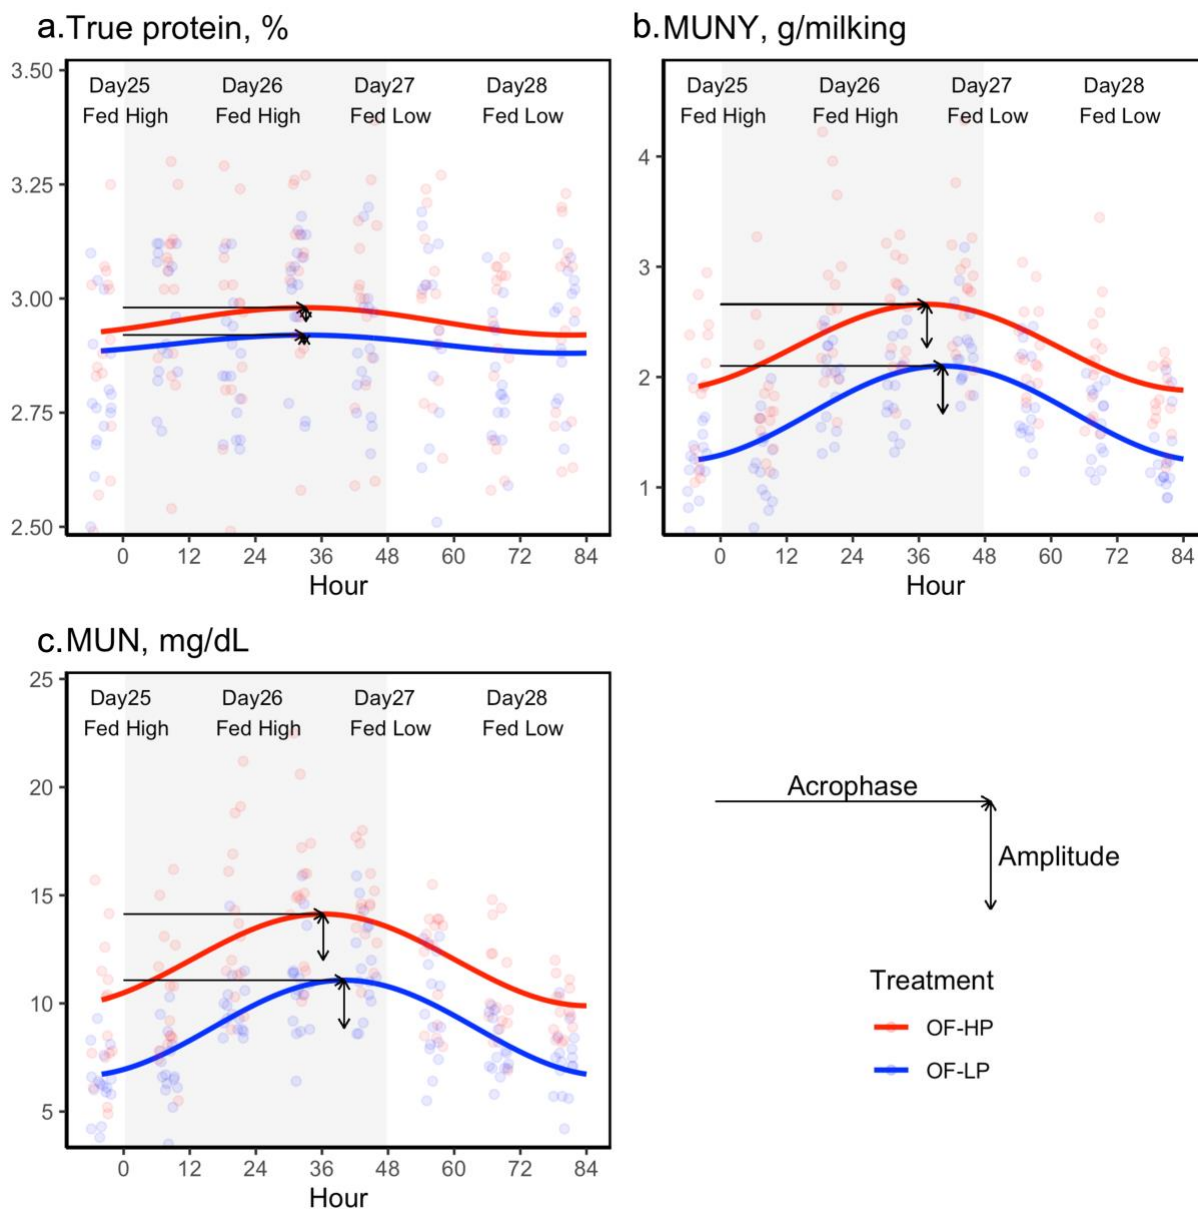 a. True protein, %
3.50
3.25
3.00
2.75
2.50
Day25 Day26 Day27 Day28
Fed High Fed High Fed Low Fed Low
0 12 24 36 48 60 72 84
Hour
b. MUNY, g/milking
4
3
2
1
Day25 Day26 Day27 Day28
Fed High Fed High Fed Low Fed Low
0 12 24 36 48 60 72 84
Hour
c. MUN, mg/dL
25
20
15
10
5
Day25 Day26 Day27 Day28
Fed High Fed High Fed Low Fed Low
0 12 24 36 48 60 72 84
Hour
Acrophase
Amplitude
Treatment
OF-HP
OF-LP